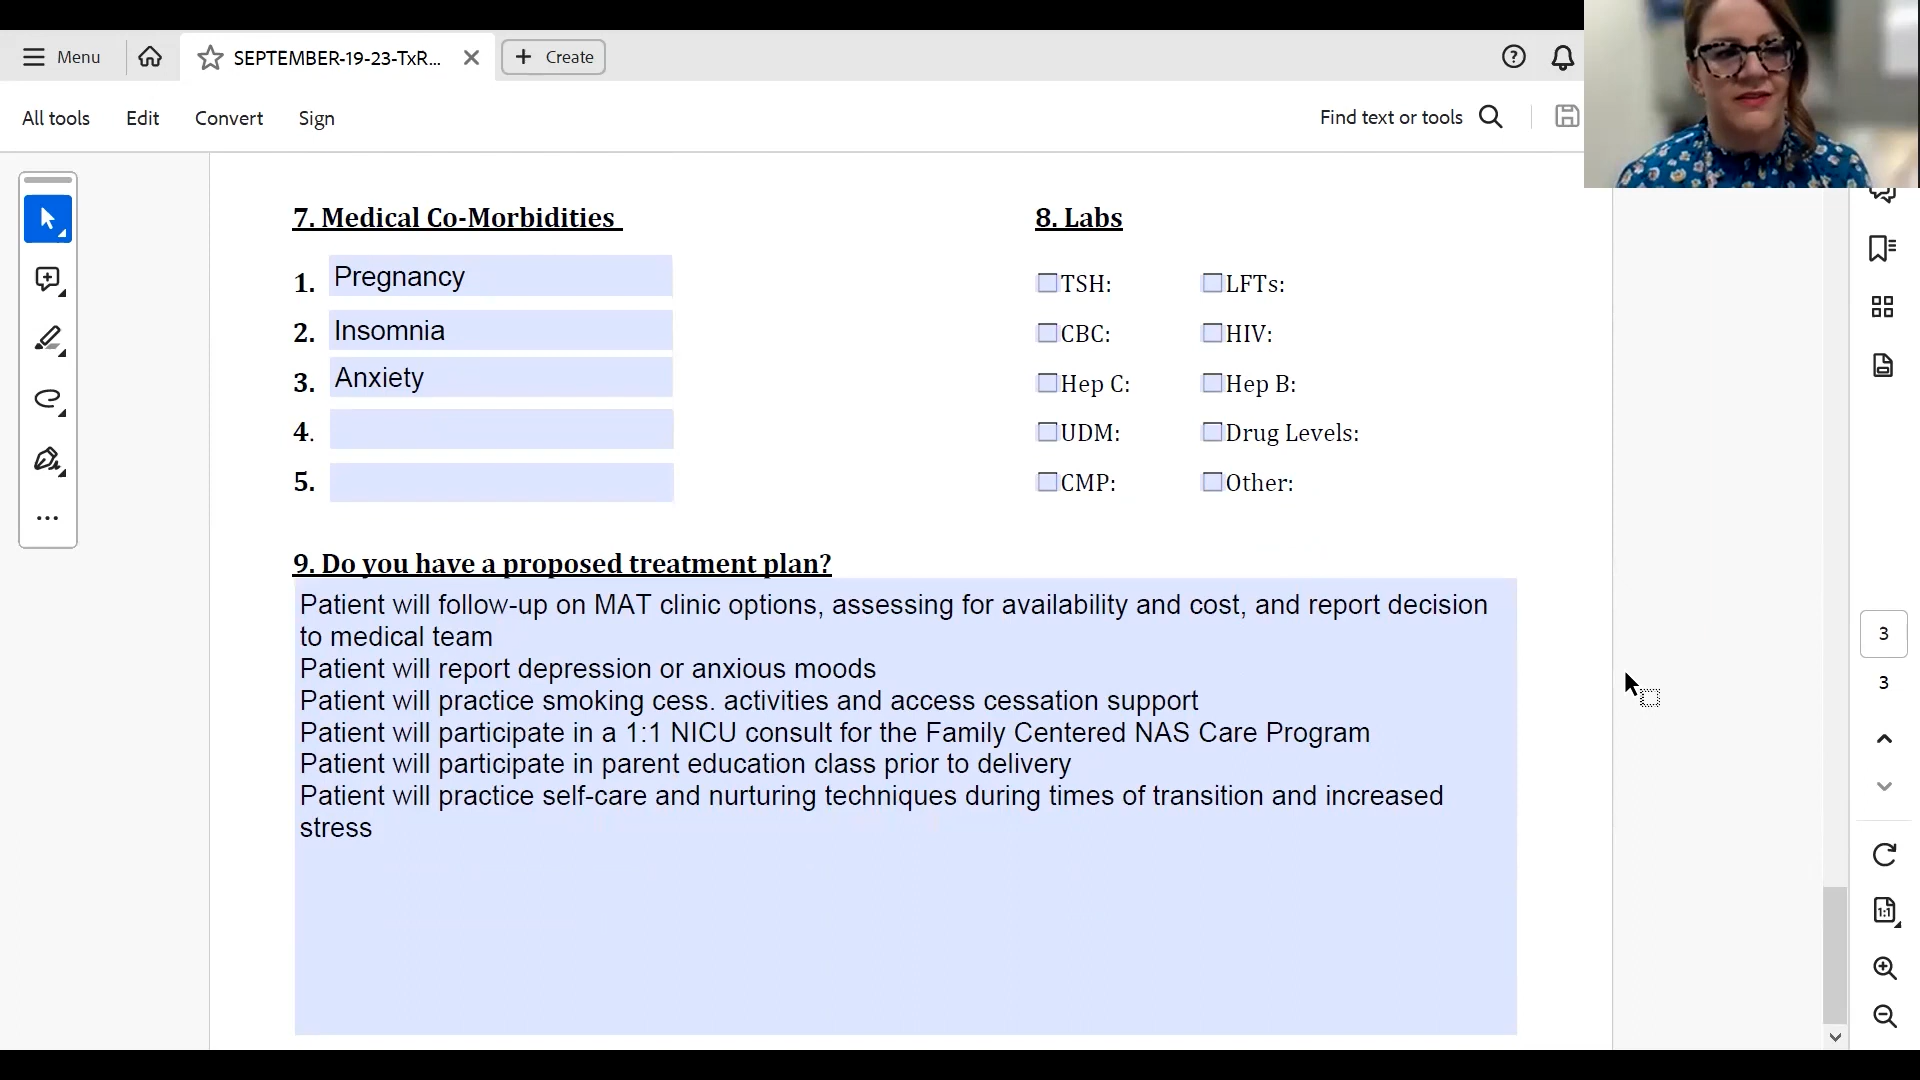 Menu
SEPTEMBER-19-23-TxR...
Create
All tools
Edit
Convert
Sign
Find text or tools
7. Medical Co-Morbidities
1. Pregnancy
2. Insomnia
3. Anxiety
4.
5.
8. Labs
TSH: LFTs:
CBC: HIV:
Hep C: Hep B:
UDM: Drug Levels:
CMP: Other:
9. Do you have a proposed treatment plan?
Patient will follow-up on MAT clinic options, assessing for availability and cost, and report decision
to medical team
Patient will report depression or anxious moods
Patient will practice smoking cess. activities and access cessation support
Patient will participate in a 1:1 NICU consult for the Family Centered NAS Care Program
Patient will participate in parent education class prior to delivery
Patient will practice self-care and nurturing techniques during times of transition and increased
stress
3
3
1:1